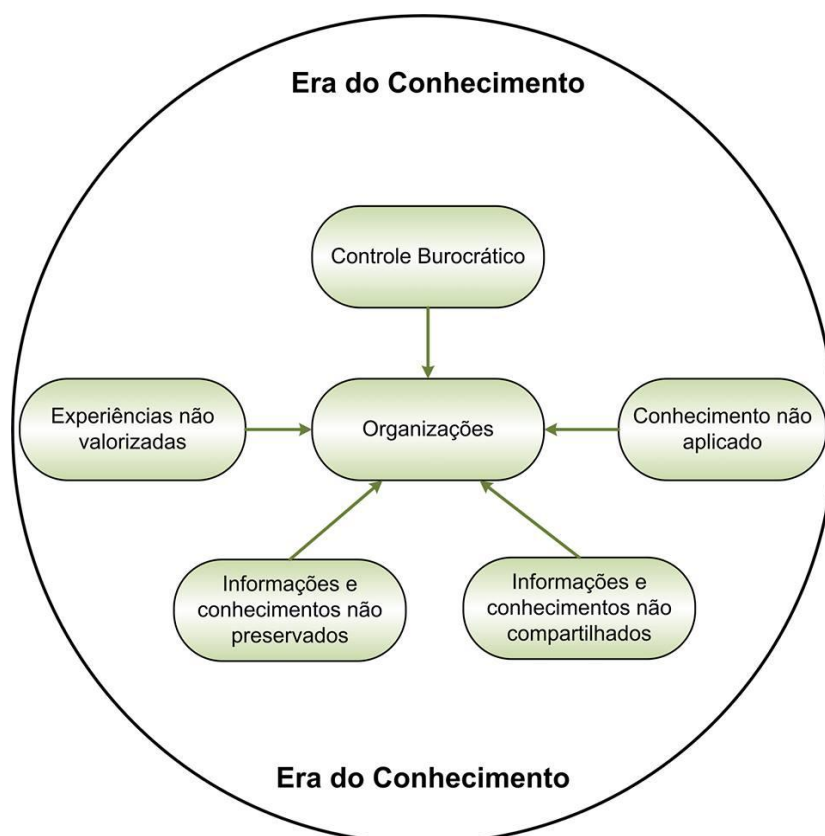 Era do Conhecimento
Controle Burocrático
Experiências não
valorizadas
Organizações
Conhecimento não
aplicado
Informações e
conhecimentos não
preservados
Informações e
conhecimentos não
compartilhados
Era do Conhecimento